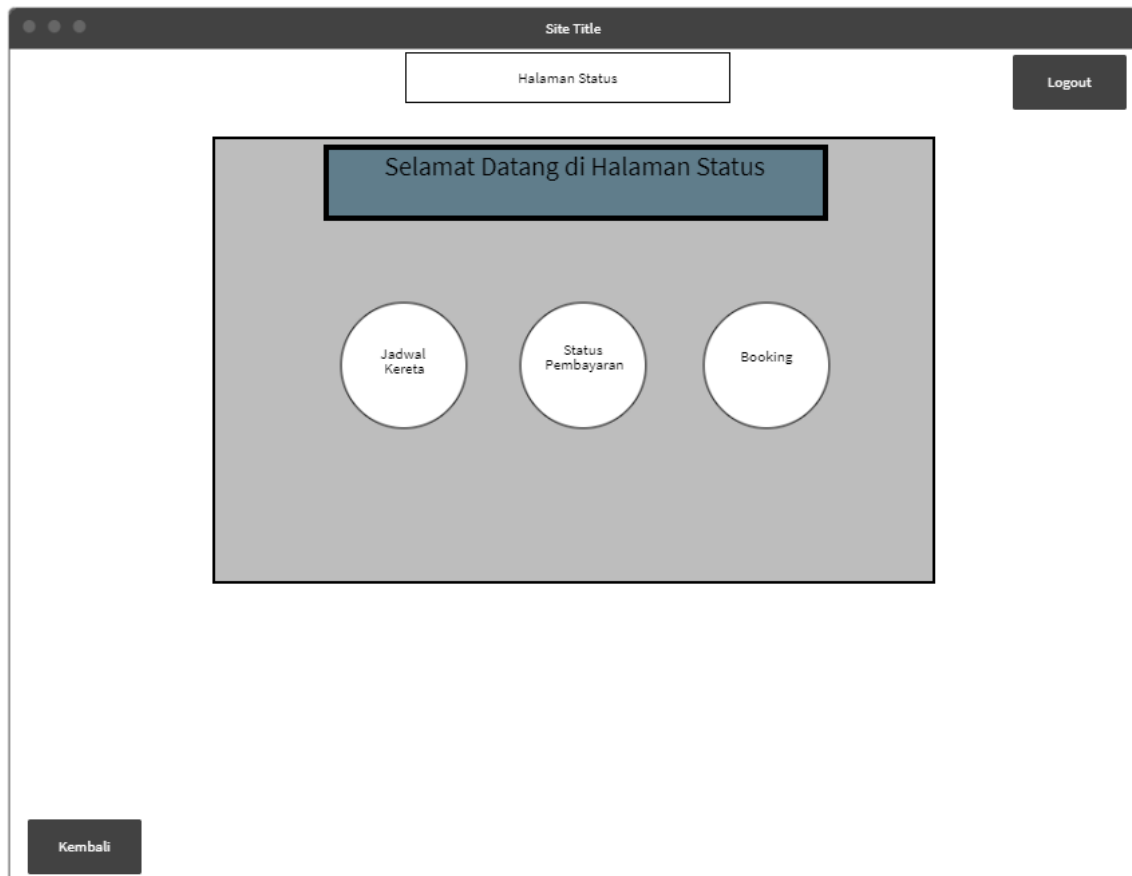 Site Title
Halaman Status
Logout
Selamat Datang di Halaman Status
Jadwal
Kereta
Status
Pembayaran
Booking
Kembali